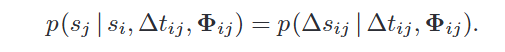 p(s_j | s_i, Δt_{ij}, Φ_{ij}) = p(Δs_{ij} | Δt_{ij}, Φ_{ij}).